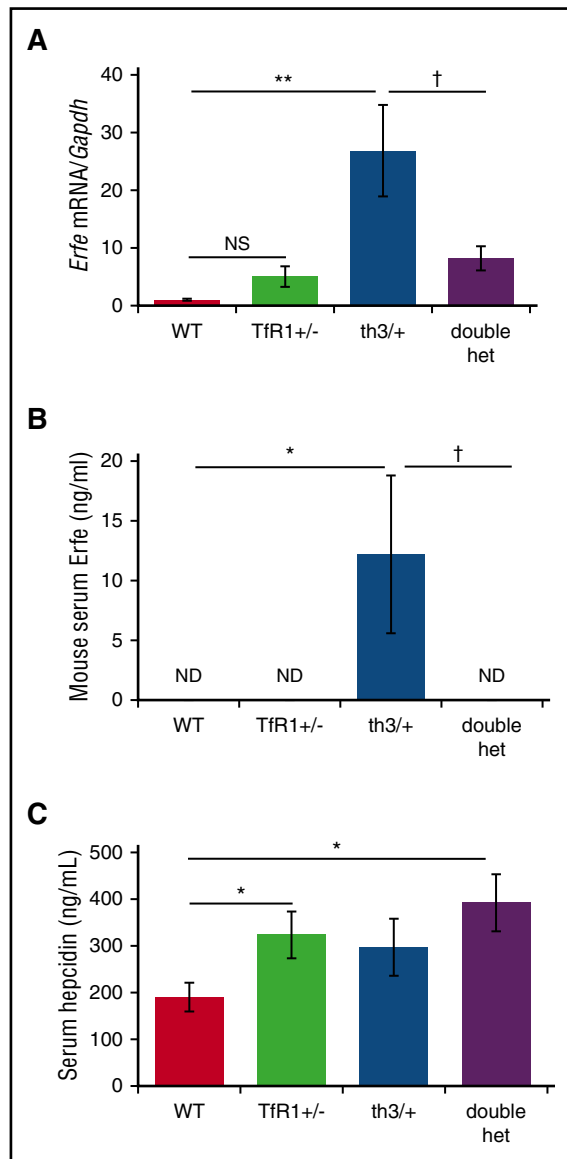 A
Erfe mRNA/Gapdh
40
30
20
10
0
**
†
NS
WT
TfR1+/-
th3/+
double
het
B
Mouse serum Erfe (ng/ml)
20
15
10
5
0
*
†
ND
ND
ND
WT
TfR1+/-
th3/+
double
het
C
Serum hepcidin (ng/mL)
500
400
300
200
100
0
*
*
WT
TfR1+/-
th3/+
double
het